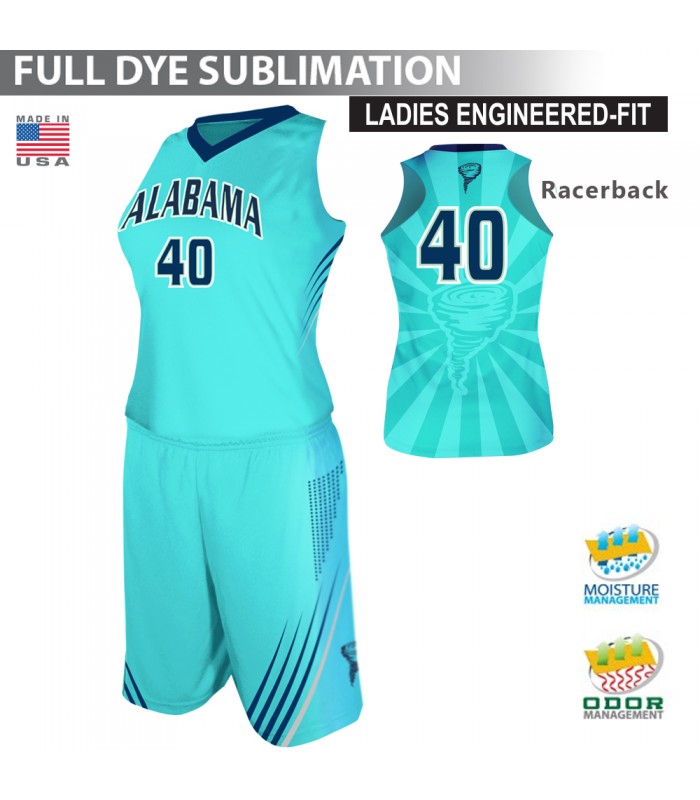 FULL DYE SUBLIMATION
LADIES ENGINEERED-FIT
MADE IN
USA
Racerback
ALABAMA
40
40
MOISTURE
MANAGEMENT
ODOR
MANAGEMENT